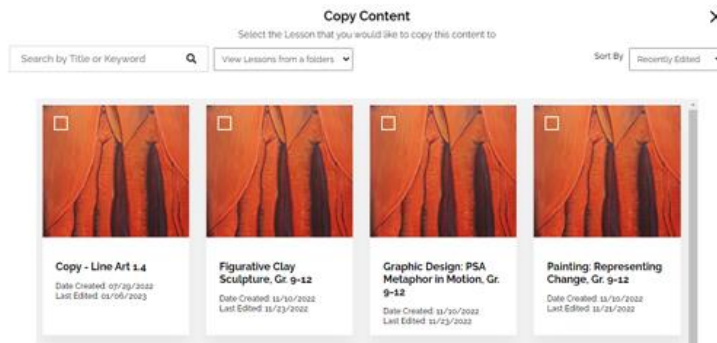 Copy Content
Select the Lesson that you would like to copy this content to
Search by Title or Keyword
View Lessons from a folders
Sort By
Recently Edited
Copy - Line Art 1.4
Date Created: 07/29/2022
Last Edited: 01/06/2023
Figurative Clay
Sculpture, Gr. 9-12
Date Created: 11/10/2022
Last Edited: 11/23/2022
Graphic Design: PSA
Metaphor in Motion, Gr.
9-12
Date Created: 11/10/2022
Last Edited: 11/23/2022
Painting: Representing
Change, Gr. 9-12
Date Created: 11/10/2022
Last Edited: 11/21/2022